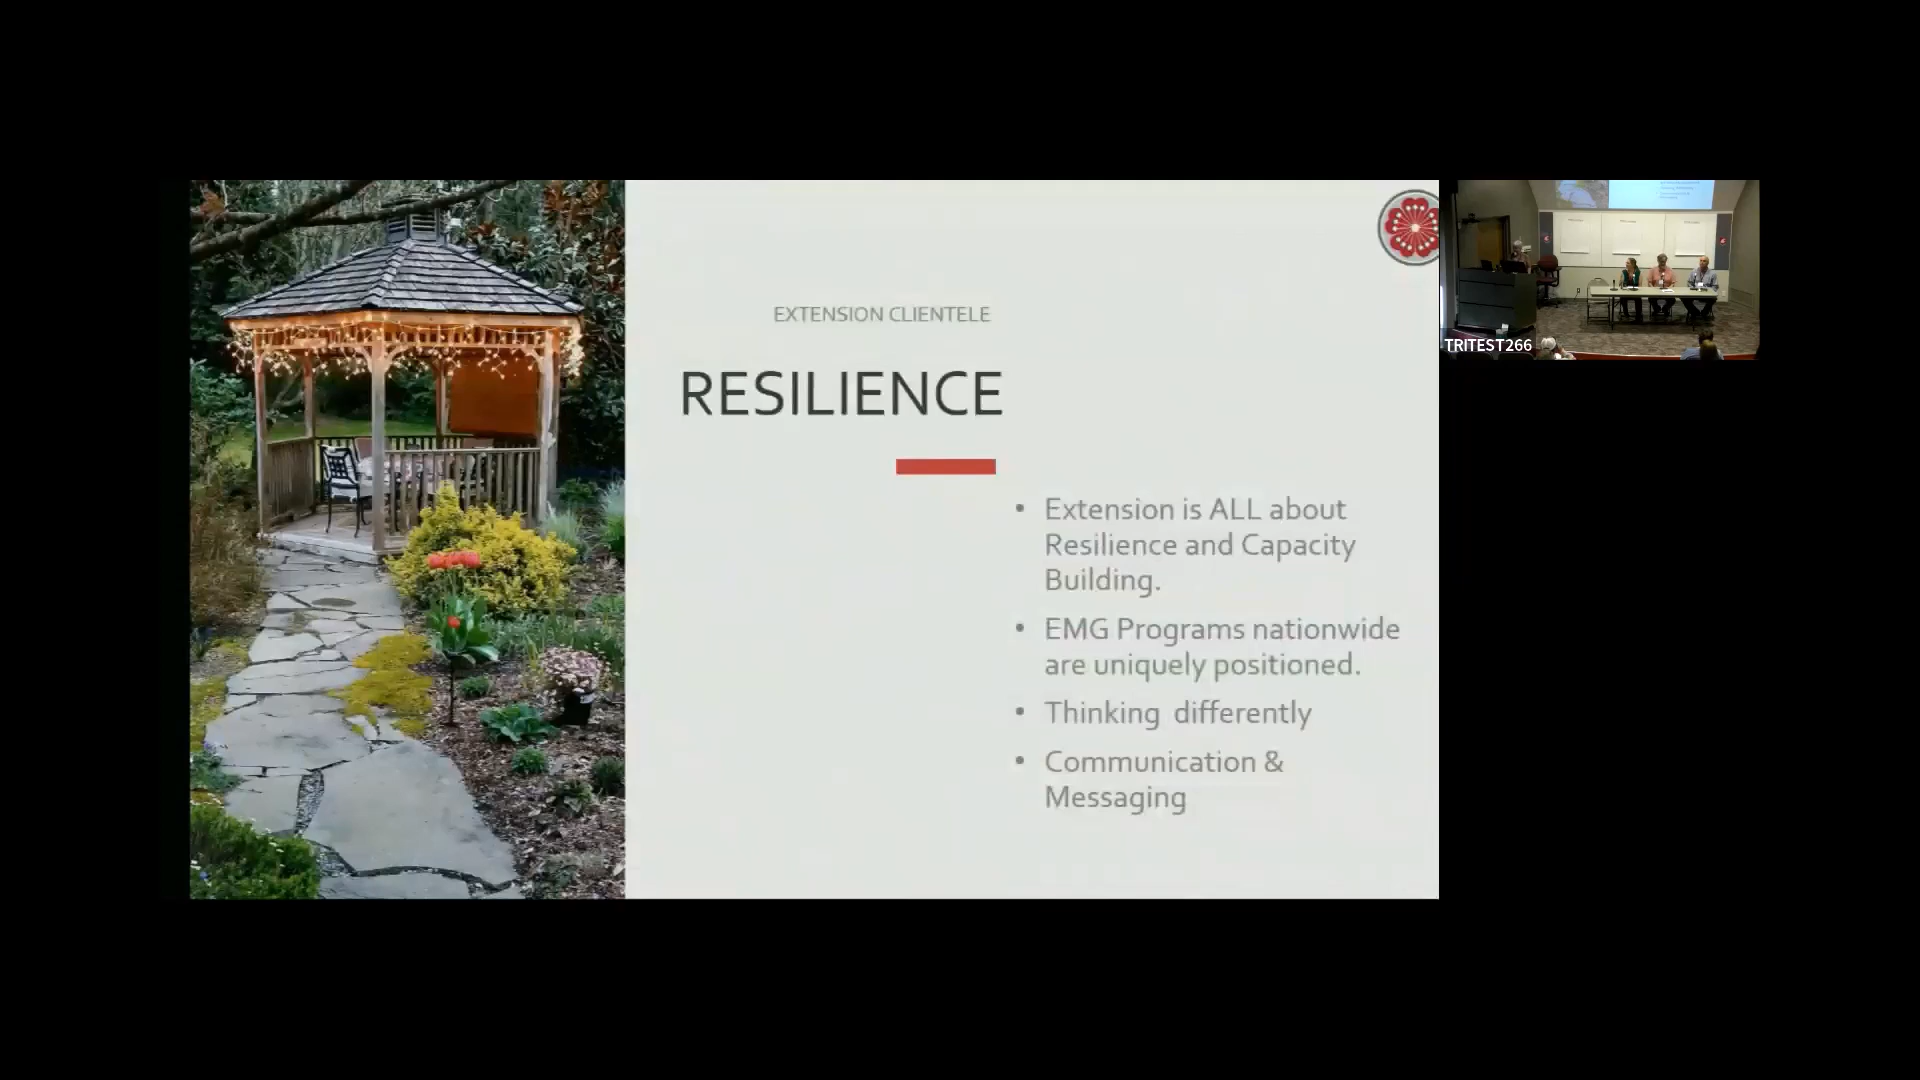 EXTENSION CLIENTELE
RESILIENCE
• Extension is ALL about
Resilience and Capacity
Building.
• EMG Programs nationwide
are uniquely positioned.
• Thinking  differently
• Communication &
Messaging
TRITEST266